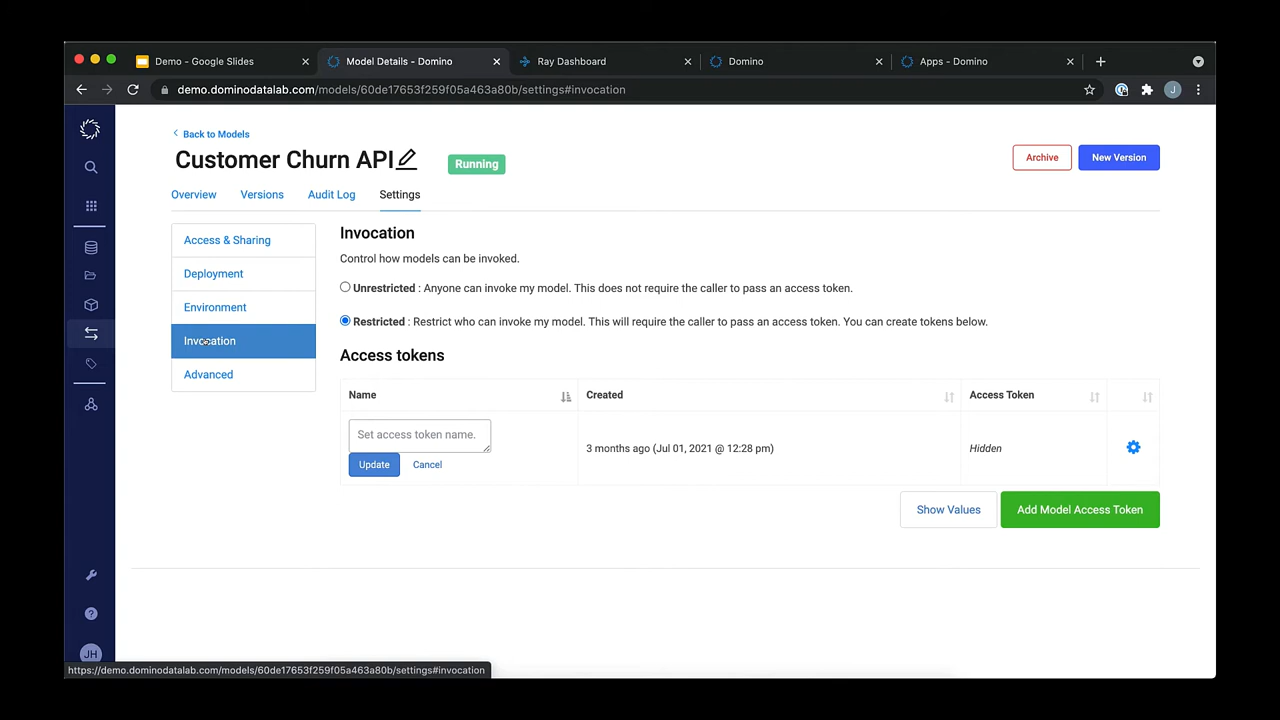 Demo - Google Slides
Model Details - Domino
Ray Dashboard
Domino
Apps - Domino
demo.dominodatalab.com/models/60de17653f259f05a463a80b/settings#invocation
J
Back to Models
Customer Churn API
Running
Archive
New Version
Overview
Versions
Audit Log
Settings
Access & Sharing
Deployment
Environment
Invocation
Advanced
Invocation
Control how models can be invoked.
Unrestricted : Anyone can invoke my model. This does not require the caller to pass an access token.
Restricted : Restrict who can invoke my model. This will require the caller to pass an access token. You can create tokens below.
Access tokens
Name
Created
Access Token
Set access token name.
Update
Cancel
3 months ago (Jul 01, 2021 @ 12:28 pm)
Hidden
Show Values
Add Model Access Token
JH
https://demo.dominodatalab.com/models/60de17653f259f05a463a80b/settings#invocation